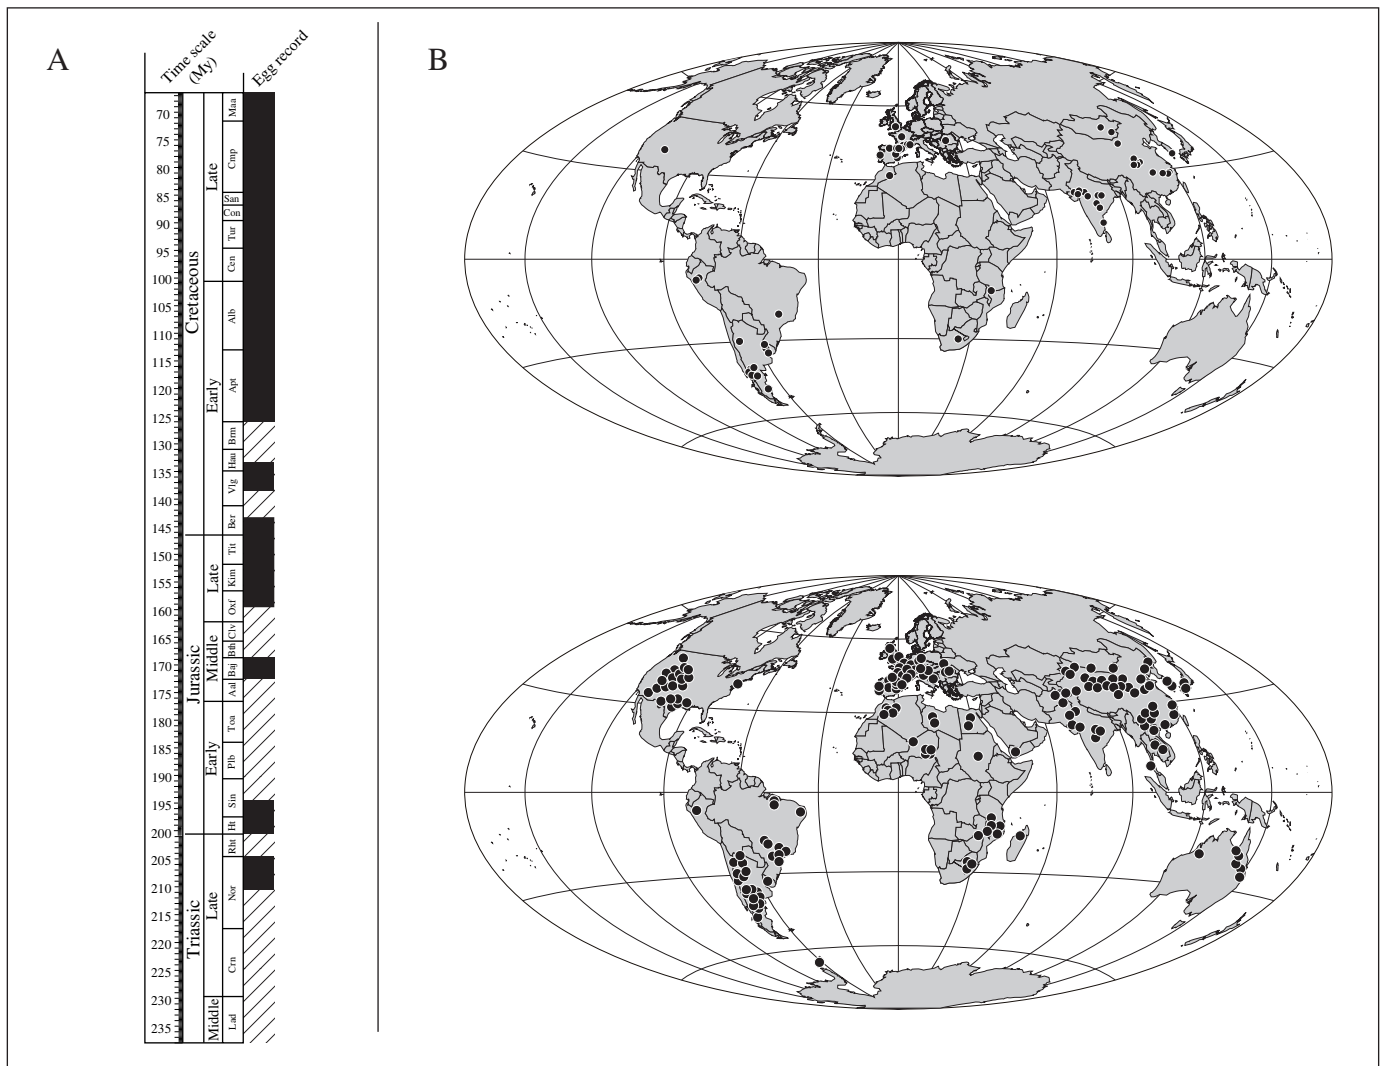 A
Time scale
(My)
Egg record
B
70
75
80
85
90
95
100
105
110
115
120
125
130
135
140
145
150
155
160
165
170
175
180
185
190
195
200
205
210
215
220
225
230
235
Cretaceous
Jurassic
Triassic
Late
Early
Late
Middle
Early
Late
Middle
Maa
Cmp
San
Con
Tur
Cen
Alb
Apt
Brm
Hau
Vlg
Ber
Tit
Kim
Oxf
Clv
Bth
Baj
Aal
Toa
Plb
Sin
Ht
Rht
Nor
Crn
Lad